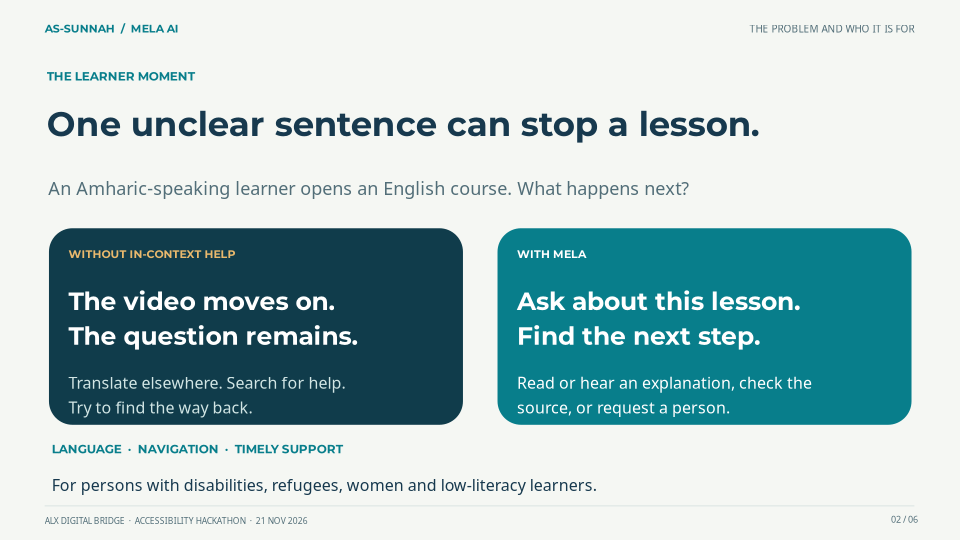 AS-SUNNAH / MELA AI
THE PROBLEM AND WHO IT IS FOR
THE LEARNER MOMENT
One unclear sentence can stop a lesson.
An Amharic-speaking learner opens an English course. What happens next?
WITHOUT IN-CONTEXT HELP
The video moves on.
The question remains.
Translate elsewhere. Search for help.
Try to find the way back.
WITH MELA
Ask about this lesson.
Find the next step.
Read or hear an explanation, check the
source, or request a person.
LANGUAGE · NAVIGATION · TIMELY SUPPORT
For persons with disabilities, refugees, women and low-literacy learners.
ALX DIGITAL BRIDGE · ACCESSIBILITY HACKATHON · 21 NOV 2026
02 / 06